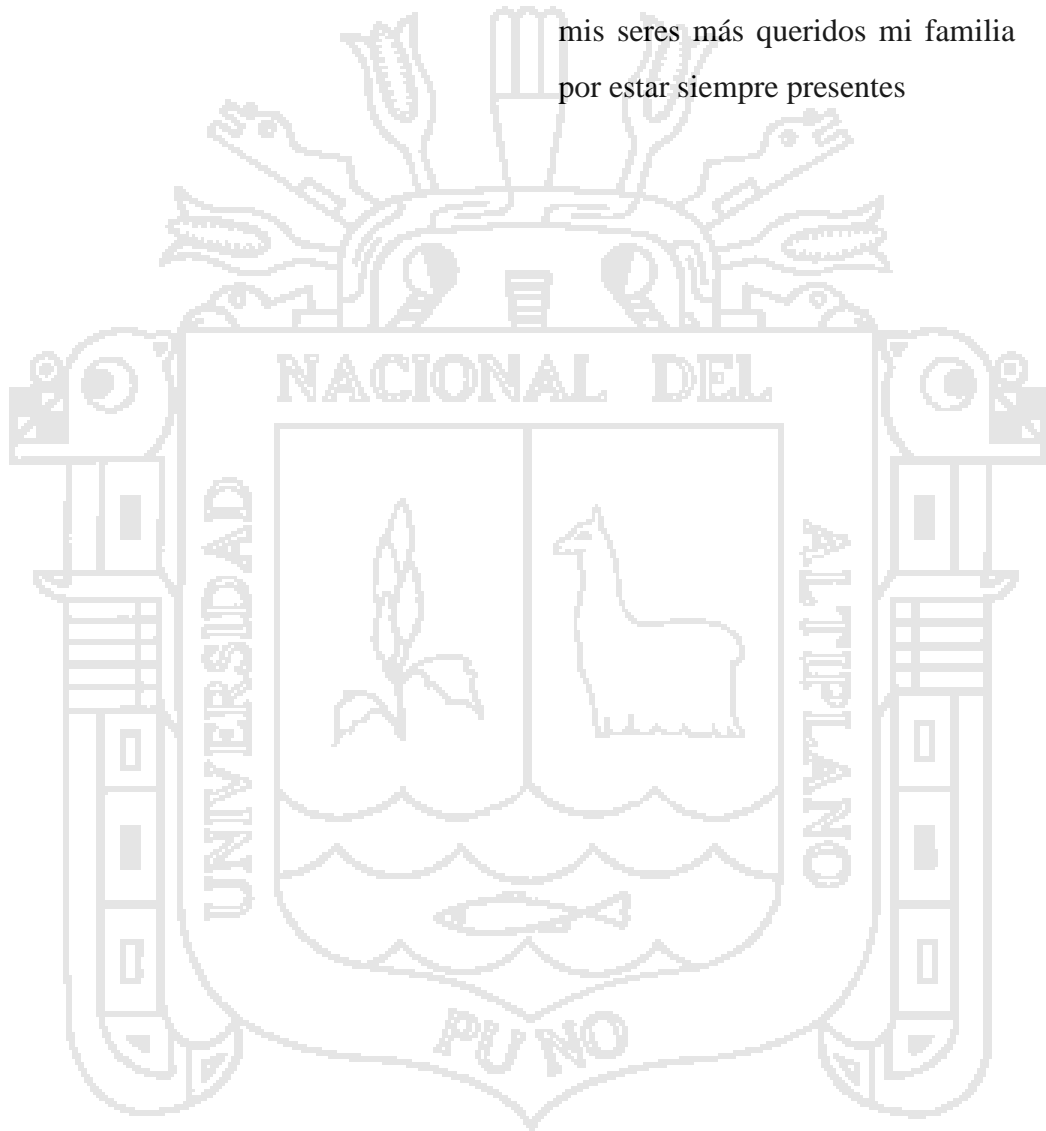 mis seres más queridos mi familia
por estar siempre presentes
NACIONAL DEL
UNIVERSIDAD
ALTIPLANO
PUNO